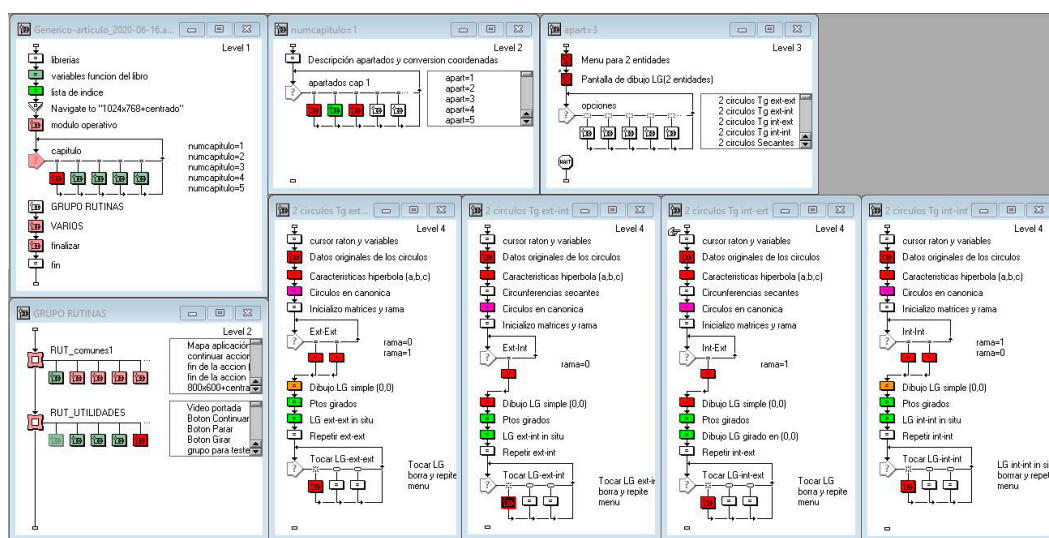 Generico-articulo_2020-06-16.a...
Level 1
librerias
variables funcion del libro
lista de indice
Navigate to "1024x768+centrado"
modulo operativo
capitulo
numcapitulo=1
numcapitulo=2
numcapitulo=3
numcapitulo=4
numcapitulo=5
GRUPO RUTINAS
VARIOS
finalizar
fin
numcapitulo=1
Level 2
Descripción apartados y conversion coordenadas
apartados cap 1
apart=1
apart=2
apart=3
apart=4
apart=5
apart=3
Level 3
Menu para 2 entidades
Pantalla de dibujo LG(2 entidades)
opciones
2 circulos Tg ext-ext
2 circulos Tg ext-int
2 circulos Tg int-ext
2 circulos Tg int-int
2 circulos Secantes
WAIT
GRUPO RUTINAS
Level 2
RUT_comunes1
Mapa aplicación
continuar accion
fin de la accion
fin de la accion
800x600+centra
RUT_UTILIDADES
Video portada
Boton Continuar
Boton Parar
Boton Girar
grupo para teste
2 circulos Tg ext...
Level 4
cursor raton y variables
Datos originales de los circulos
Caracteristicas hiperbola (a,b,c)
Circulos en canonica
Inicializo matrices y rama
Ext-Ext
rama=0
rama=1
Dibujo LG simple (0,0)
Ptos girados
LG ext-ext in situ
Repetir ext-ext
Tocar LG-ext-ext
Tocar LG
borra y repite
menu
2 circulos Tg ext-int
Level 4
cursor raton y variables
Datos originales de los circulos
Caracteristicas hiperbola (a,b,c)
Circunferencias secantes
Circulos en canonica
Inicializo matrices y rama
Ext-Int
rama=0
Dibujo LG simple (0,0)
Ptos girados
LG ext-int in situ
Repetir ext-int
Tocar LG-ext-int
Tocar LG ext-i
borra y repite
menu
2 circulos Tg int-ext
Level 4
cursor raton y variables
Datos originales de los circulos
Caracteristicas hiperbola (a,b,c)
Circunferencias secantes
Circulos en canonica
Inicializo matrices y rama
Int-Ext
rama=1
Dibujo LG simple (0,0)
Ptos girados
Dibujo LG girado en (0,0)
Repetir int-ext
Tocar LG-int-ext
Tocar LG
borra y repite
menu
2 circulos Tg int-int
Level 4
cursor raton y variables
Datos originales de los circulos
Caracteristicas hiperbola (a,b,c)
Circulos en canonica
Inicializo matrices y rama
Int-Int
rama=1
rama=0
Dibujo LG simple (0,0)
Ptos girados
LG int-int in situ
Repetir int-int
Tocar LG-int-int
LG int-int in si
borrar y repet
menu